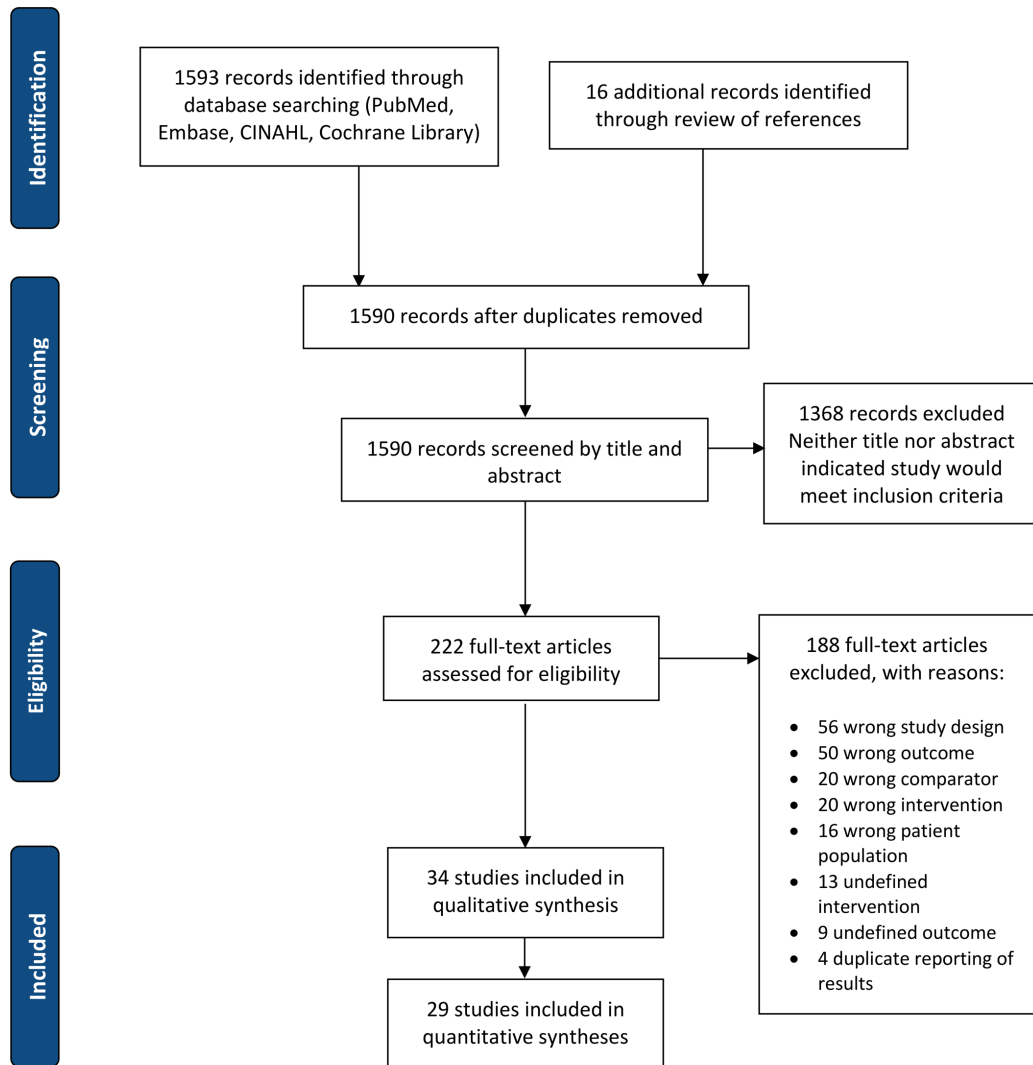 Identification
1593 records identified through
database searching (PubMed,
Embase, CINAHL, Cochrane Library)
16 additional records identified
through review of references
Screening
1590 records after duplicates removed
1590 records screened by title and
abstract
1368 records excluded
Neither title nor abstract
indicated study would
meet inclusion criteria
Eligibility
222 full-text articles
assessed for eligibility
188 full-text articles
excluded, with reasons:
• 56 wrong study design
• 50 wrong outcome
• 20 wrong comparator
• 20 wrong intervention
• 16 wrong patient
population
• 13 undefined
intervention
• 9 undefined outcome
• 4 duplicate reporting of
results
Included
34 studies included in
qualitative synthesis
29 studies included in
quantitative syntheses